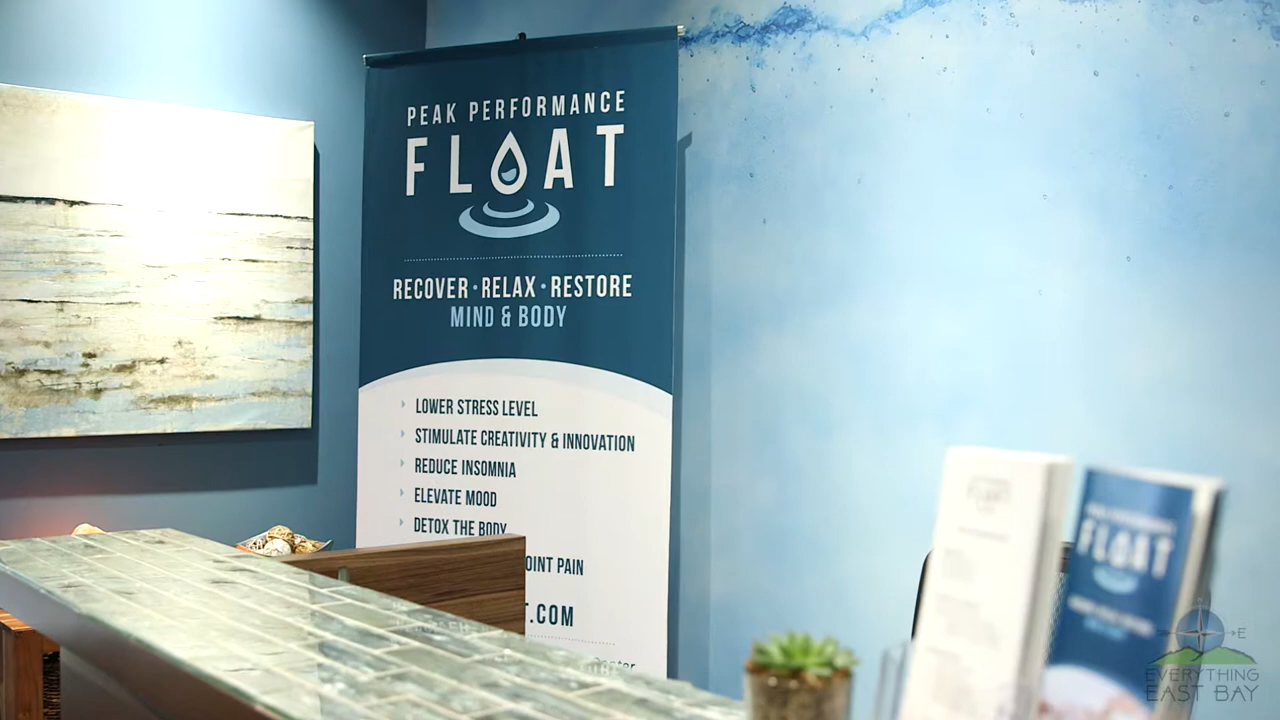 PEAK PERFORMANCE
FLOAT
RECOVER · RELAX · RESTORE
MIND & BODY
LOWER STRESS LEVEL
STIMULATE CREATIVITY & INNOVATION
REDUCE INSOMNIA
ELEVATE MOOD
DETOX THE BODY
OINT PAIN
T.COM
FLOAT
E
EVERYTHING
EAST BAY